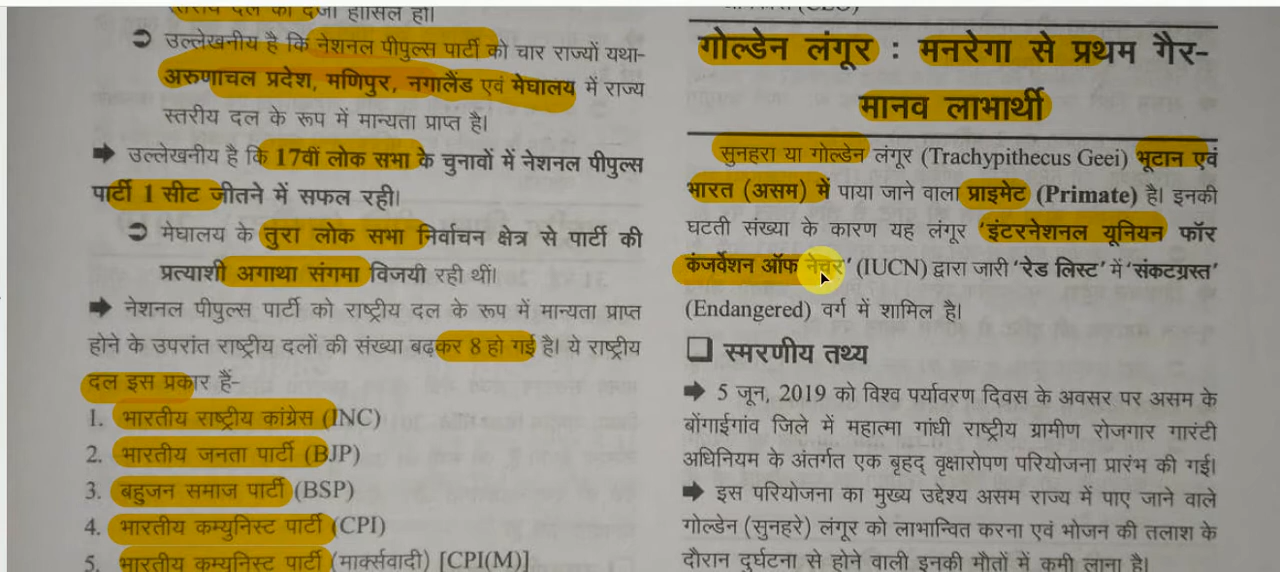 स्तरीय दल का दर्जा हासिल हो।
➲ उल्लेखनीय है कि नेशनल पीपुल्स पार्टी को चार राज्यों यथा-
अरुणाचल प्रदेश, मणिपुर, नगालैंड एवं मेघालय में राज्य
स्तरीय दल के रूप में मान्यता प्राप्त है।
➡ उल्लेखनीय है कि 17वीं लोक सभा के चुनावों में नेशनल पीपुल्स
पार्टी 1 सीट जीतने में सफल रही।
➲ मेघालय के तुरा लोक सभा निर्वाचन क्षेत्र से पार्टी की
प्रत्याशी अगाथा संगमा विजयी रही थीं।
➡ नेशनल पीपुल्स पार्टी को राष्ट्रीय दल के रूप में मान्यता प्राप्त
होने के उपरांत राष्ट्रीय दलों की संख्या बढ़कर 8 हो गई है। ये राष्ट्रीय
दल इस प्रकार हैं-
1. भारतीय राष्ट्रीय कांग्रेस (INC)
2. भारतीय जनता पार्टी (BJP)
3. बहुजन समाज पार्टी (BSP)
4. भारतीय कम्युनिस्ट पार्टी (CPI)
5. भारतीय कम्युनिस्ट पार्टी (मार्क्सवादी) [CPI(M)]
(CEO)
गोल्डेन लंगूर : मनरेगा से प्रथम गैर-
मानव लाभार्थी
सुनहरा या गोल्डेन लंगूर (Trachypithecus Geei) भूटान एवं
भारत (असम) में पाया जाने वाला प्राइमेट (Primate) है। इनकी
घटती संख्या के कारण यह लंगूर 'इंटरनेशनल यूनियन फॉर
कंजर्वेशन ऑफ नेचर' (IUCN) द्वारा जारी 'रेड लिस्ट' में 'संकटग्रस्त'
(Endangered) वर्ग में शामिल है।
❑ स्मरणीय तथ्य
➡ 5 जून, 2019 को विश्व पर्यावरण दिवस के अवसर पर असम के
बोंगाईगांव जिले में महात्मा गांधी राष्ट्रीय ग्रामीण रोजगार गारंटी
अधिनियम के अंतर्गत एक बृहद् वृक्षारोपण परियोजना प्रारंभ की गई।
➡ इस परियोजना का मुख्य उद्देश्य असम राज्य में पाए जाने वाले
गोल्डेन (सुनहरे) लंगूर को लाभान्वित करना एवं भोजन की तलाश के
दौरान दुर्घटना से होने वाली इनकी मौतों में कमी लाना है।